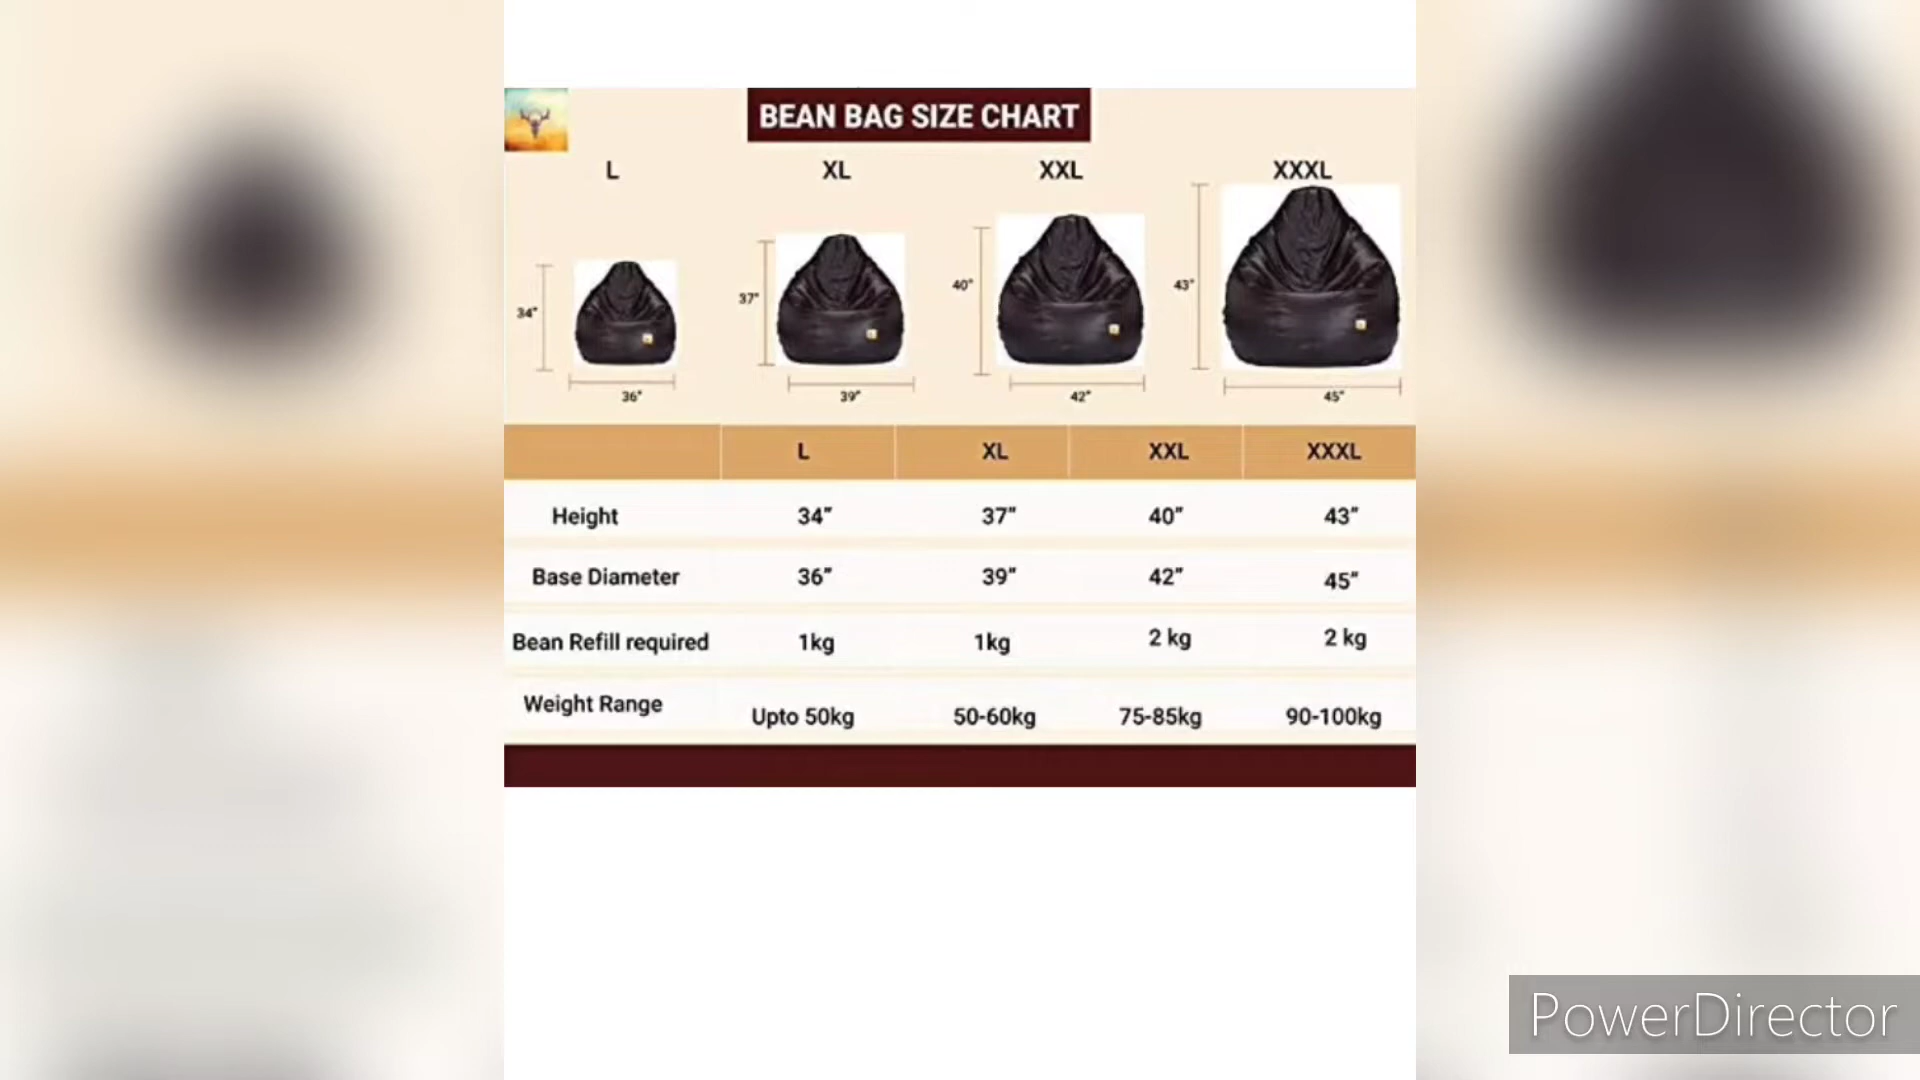 BEAN BAG SIZE CHART
L XL XXL XXXL
34" 37" 40" 43"
36" 39" 42" 45"
L XL XXL XXXL
Height 34" 37" 40" 43"
Base Diameter 36" 39" 42" 45"
Bean Refill required 1kg 1kg 2 kg 2 kg
Weight Range Upto 50kg 50-60kg 75-85kg 90-100kg
PowerDirector